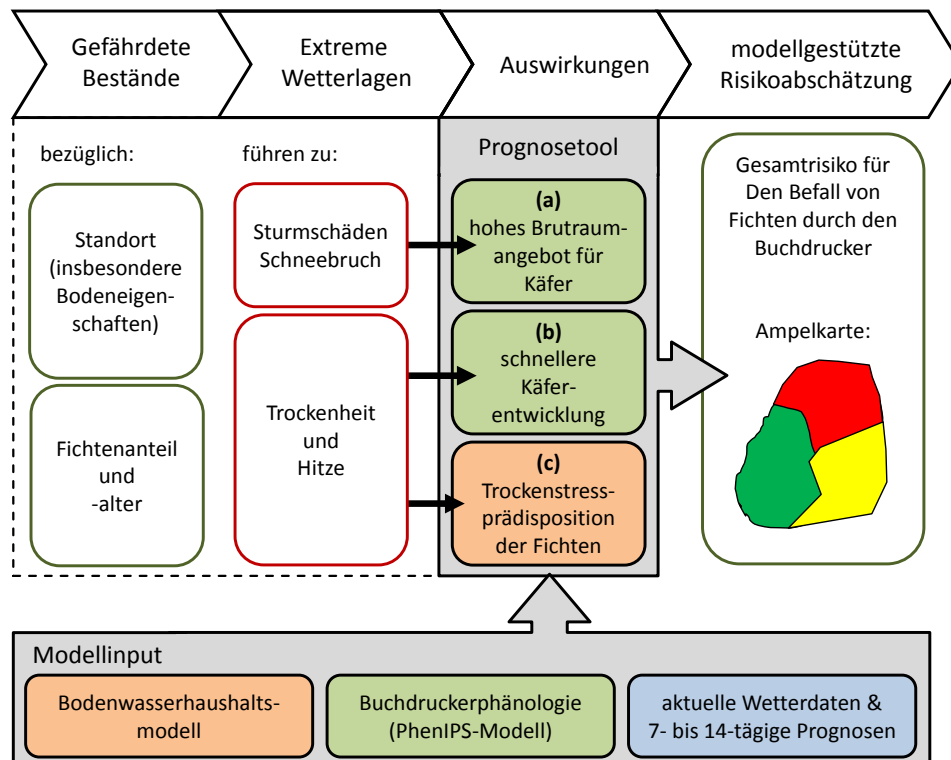 Gefährdete
Bestände
Extreme
Wetterlagen
Auswirkungen
modellgestützte
Risikoabschätzung
bezüglich:
Standort
(insbesondere
Bodeneigen-
schaften)
Fichtenanteil
und
-alter
führen zu:
Sturmschäden
Schneebruch
Trockenheit
und
Hitze
Prognosetool
(a)
hohes Brutraum-
angebot für
Käfer
(b)
schnellere
Käfer-
entwicklung
(c)
Trockenstress-
prädisposition
der Fichten
Gesamtrisiko für
Den Befall von
Fichten durch den
Buchdrucker
Ampelkarte:
Modellinput
Bodenwasserhaushalts-
modell
Buchdruckerphänologie
(PhenIPS-Modell)
aktuelle Wetterdaten &
7- bis 14-tägige Prognosen